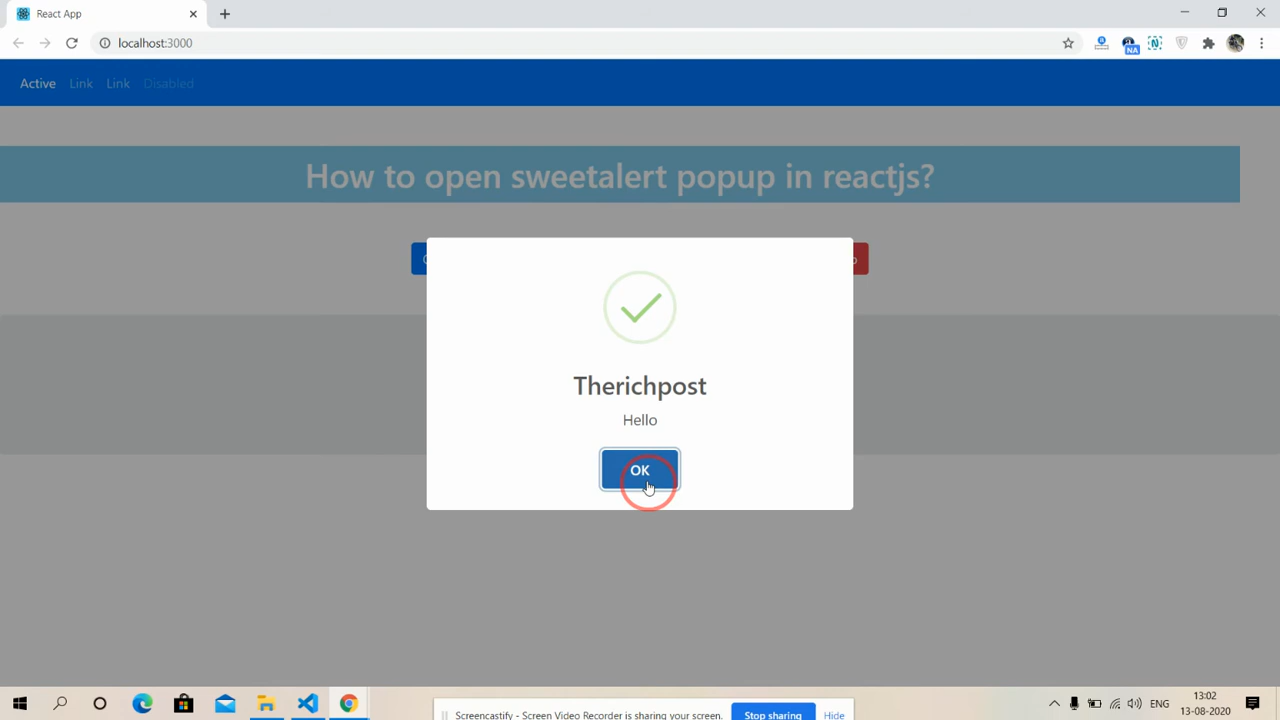 React App
localhost:3000
NA
Active Link Link Disabled
How to open sweetalert popup in reactjs?
Therichpost
Hello
OK
ENG
13:02
13-08-2020
Screencastify - Screen Video Recorder is sharing your screen. Stop sharing Hide